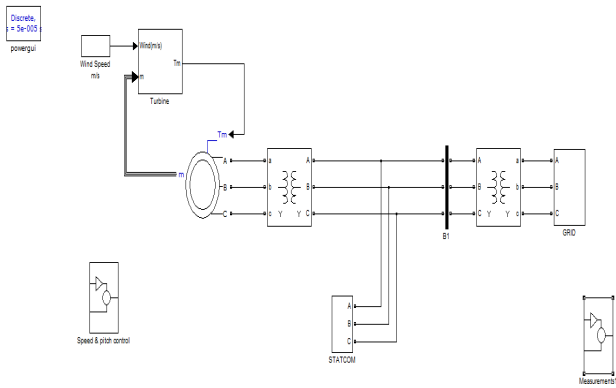 Discrete,
s = 5e-005 s
powergui
Wind Speed
m/s
Wind(m/s)
m
Tm
Turbine
Tm
m
A
B
C
a
b
c
Y
Y
A
B
C
B1
A
B
C
Y
Y
a
b
c
A
B
C
GRID
A
B
C
STATCOM
Speed & pitch control
Measurements